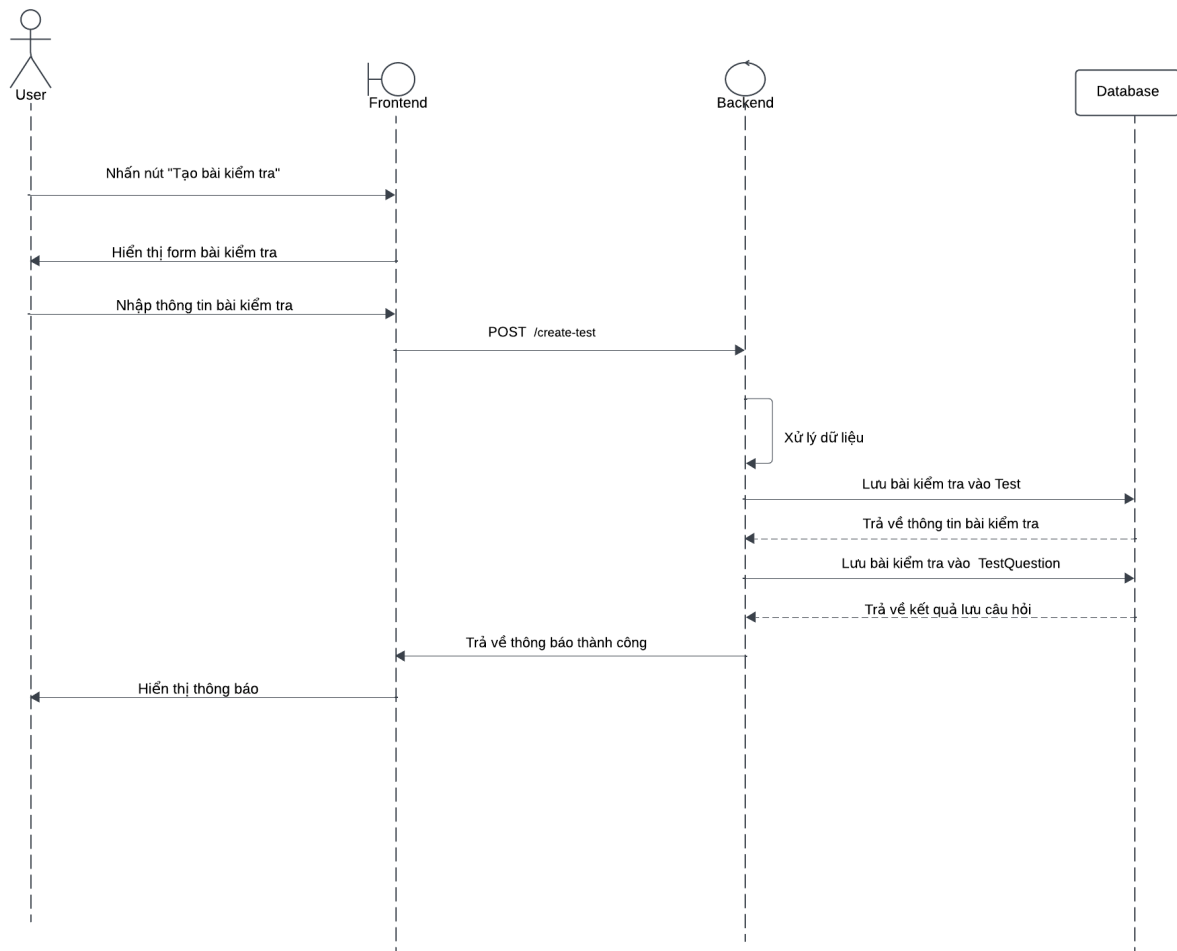 User
Frontend
Backend
Database
Nhấn nút "Tạo bài kiểm tra"
Hiển thị form bài kiểm tra
Nhập thông tin bài kiểm tra
POST /create-test
Xử lý dữ liệu
Lưu bài kiểm tra vào Test
Trả về thông tin bài kiểm tra
Lưu bài kiểm tra vào TestQuestion
Trả về kết quả lưu câu hỏi
Trả về thông báo thành công
Hiển thị thông báo